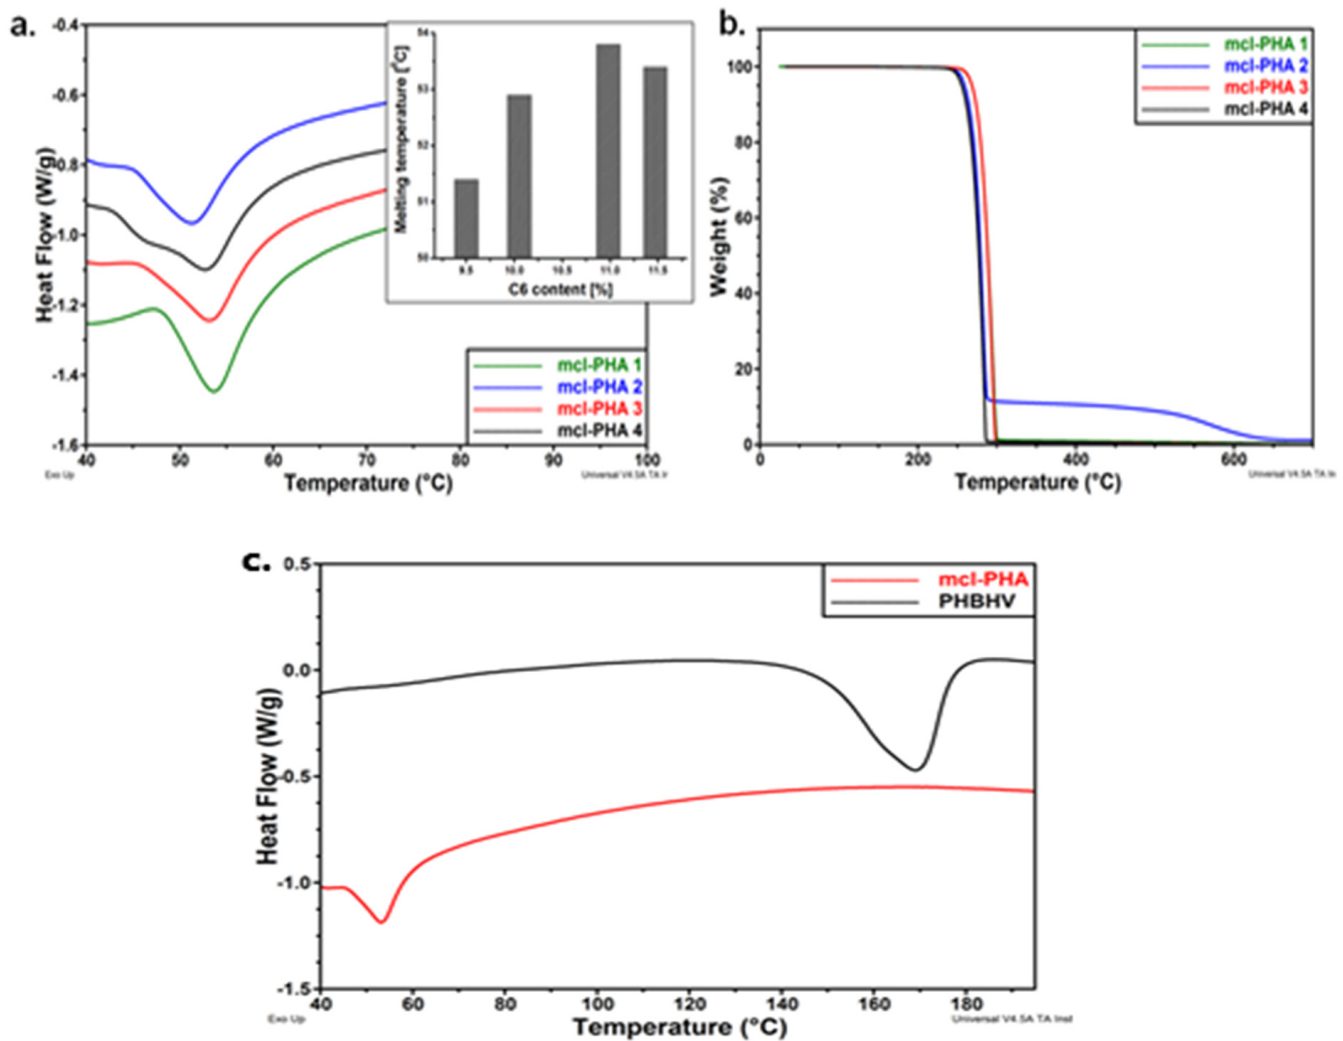 a.
-0.4
-0.6
-0.8
-1.0
-1.2
-1.4
-1.6
Heat Flow (W/g)
40 50 60 70 80 90 100
Exo Up
Temperature (°C)
Universal V4.5A TA I
54
53
52
51
50
Melting temperature [°C]
9.5 10.0 10.5 11.0 11.5
C6 content [%]
mcl-PHA 1
mcl-PHA 2
mcl-PHA 3
mcl-PHA 4
b.
100
80
60
40
20
0
Weight (%)
0 200 400 600
Temperature (°C)
Universal V4.5A TA In
mcl-PHA 1
mcl-PHA 2
mcl-PHA 3
mcl-PHA 4
c.
0.5
0.0
-0.5
-1.0
-1.5
Heat Flow (W/g)
40 60 80 100 120 140 160 180
Exo Up
Temperature (°C)
Universal V4.5A TA Inst
mcl-PHA
PHBHV